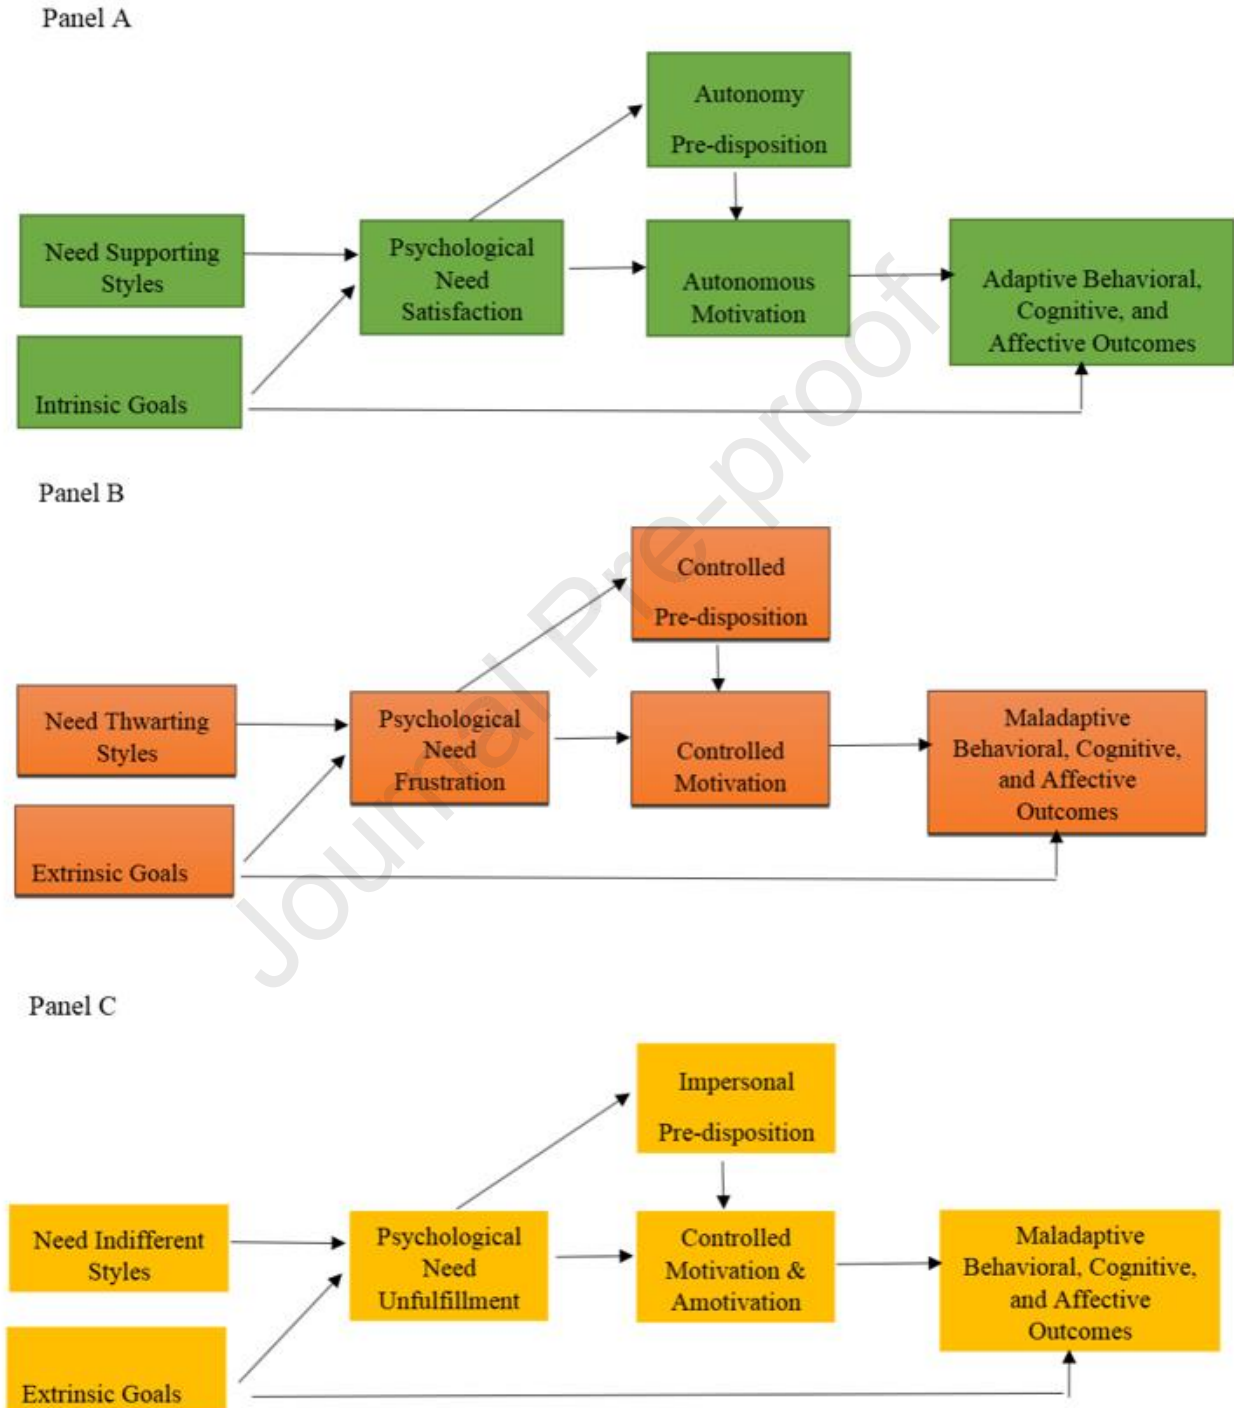 Panel A
Autonomy
Pre-disposition
Need Supporting
Styles
Psychological
Need
Satisfaction
Autonomous
Motivation
Adaptive Behavioral,
Cognitive, and
Affective Outcomes
Intrinsic Goals
Panel B
Controlled
Pre-disposition
Need Thwarting
Styles
Psychological
Need
Frustration
Controlled
Motivation
Maladaptive
Behavioral, Cognitive,
and Affective
Outcomes
Extrinsic Goals
Panel C
Impersonal
Pre-disposition
Need Indifferent
Styles
Psychological
Need
Unfulfillment
Controlled
Motivation &
Amotivation
Maladaptive
Behavioral, Cognitive,
and Affective
Outcomes
Extrinsic Goals
Journal Pre-proof